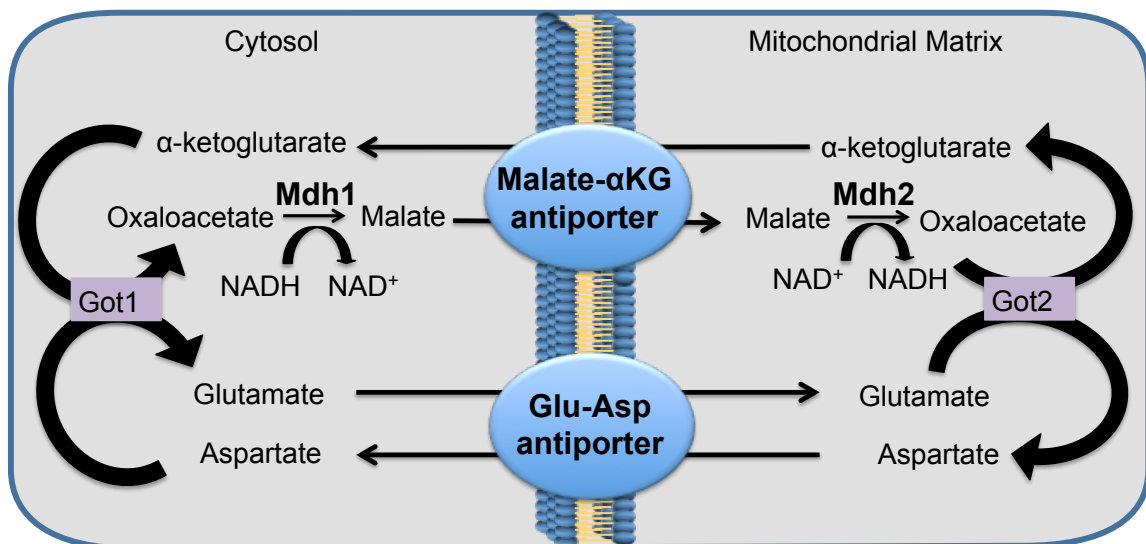 Cytosol
Mitochondrial Matrix
α-ketoglutarate
α-ketoglutarate
Malate-αKG
antiporter
Mdh1
Mdh2
Oxaloacetate
Malate
Malate
Oxaloacetate
NADH
NAD⁺
NAD⁺
NADH
Got1
Got2
Glutamate
Glutamate
Glu-Asp
antiporter
Aspartate
Aspartate